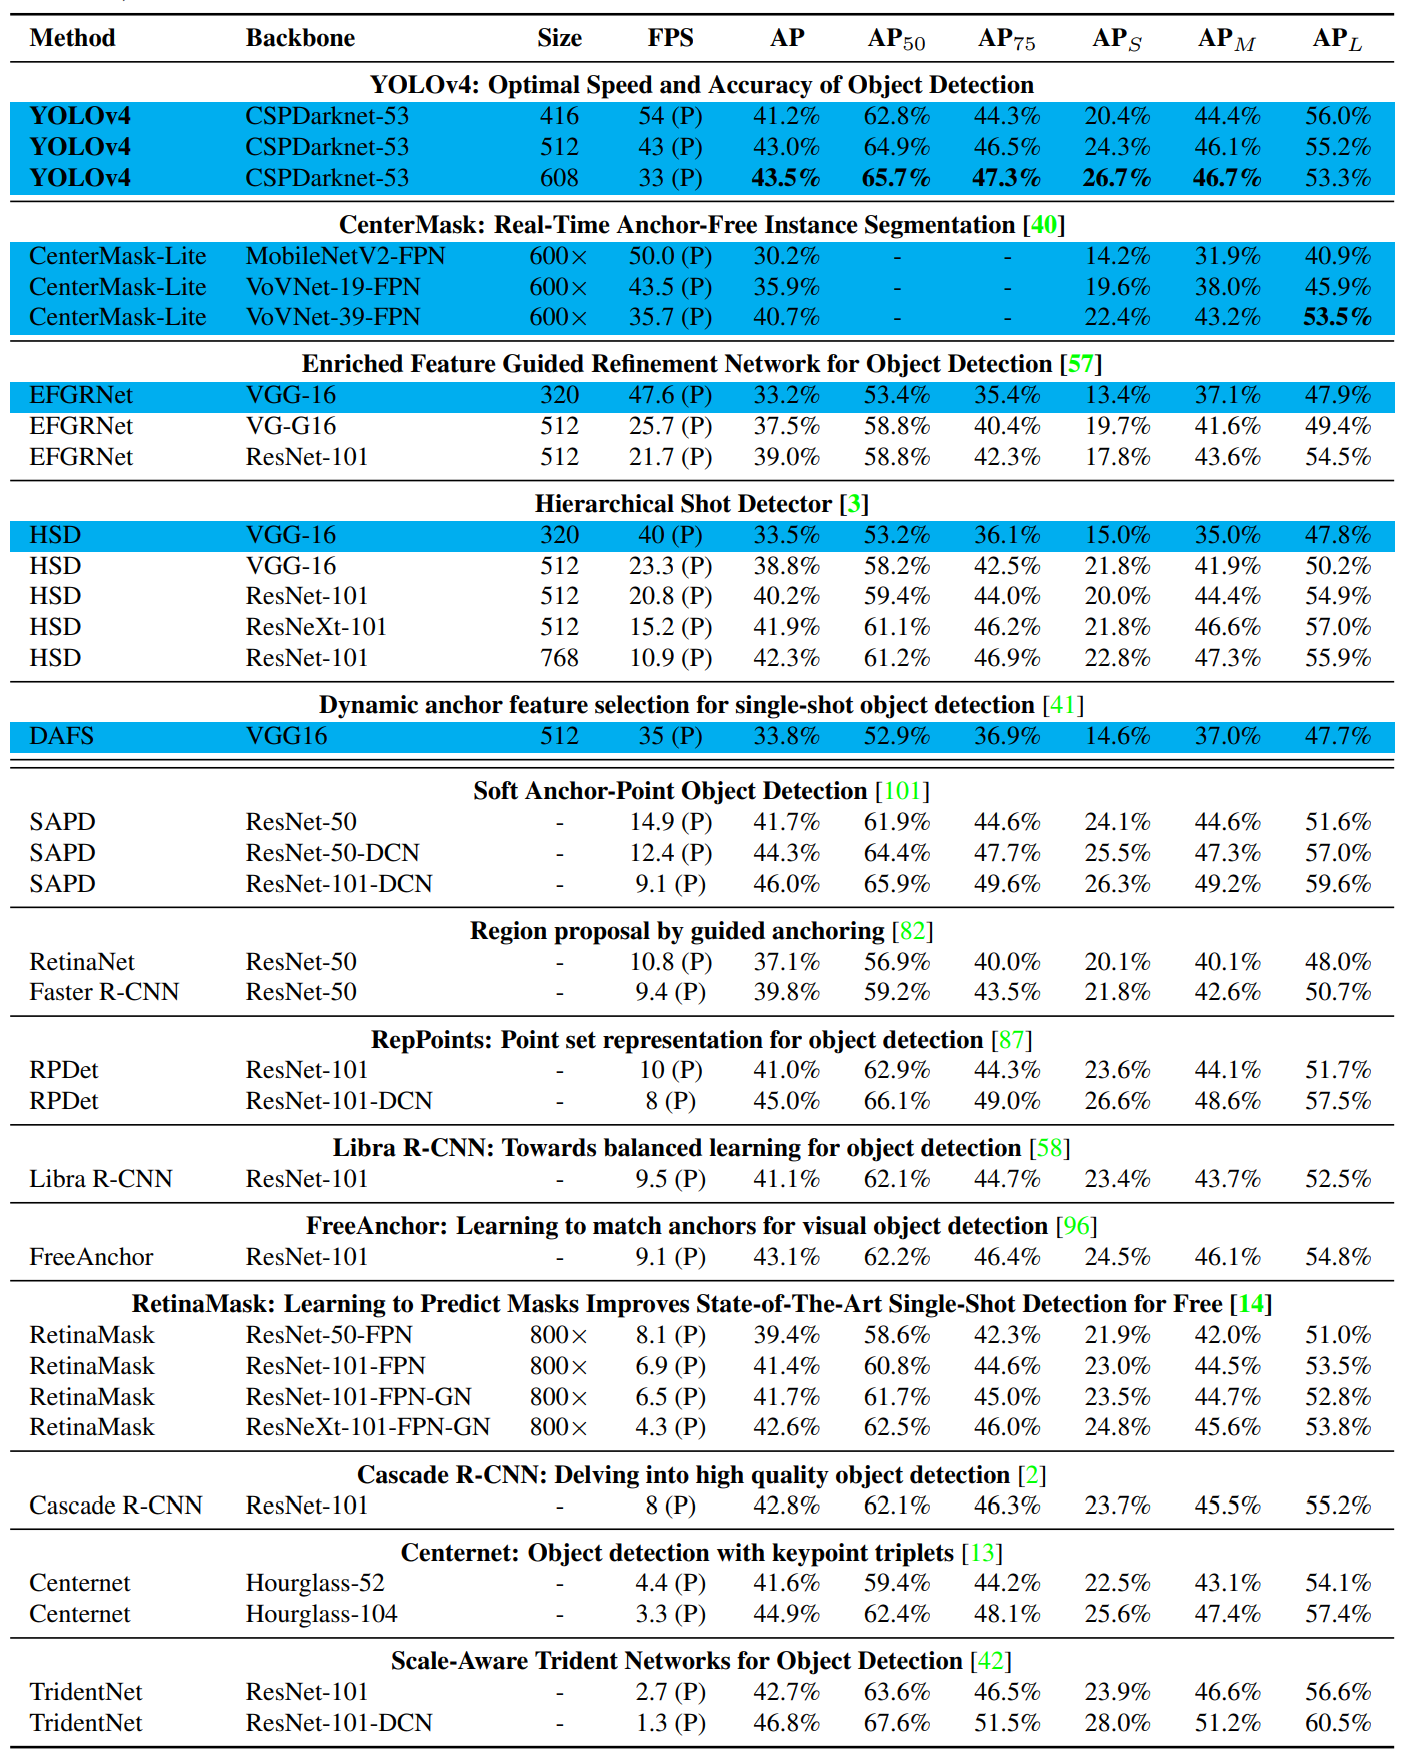 Method Backbone Size FPS AP AP50 AP75 APS APM APL
YOLOv4: Optimal Speed and Accuracy of Object Detection
YOLOv4 CSPDarknet-53 416 54 (P) 41.2% 62.8% 44.3% 20.4% 44.4% 56.0%
YOLOv4 CSPDarknet-53 512 43 (P) 43.0% 64.9% 46.5% 24.3% 46.1% 55.2%
YOLOv4 CSPDarknet-53 608 33 (P) 43.5% 65.7% 47.3% 26.7% 46.7% 53.3%
CenterMask: Real-Time Anchor-Free Instance Segmentation [40]
CenterMask-Lite MobileNetV2-FPN 600× 50.0 (P) 30.2% - - 14.2% 31.9% 40.9%
CenterMask-Lite VoVNet-19-FPN 600× 43.5 (P) 35.9% - - 19.6% 38.0% 45.9%
CenterMask-Lite VoVNet-39-FPN 600× 35.7 (P) 40.7% - - 22.4% 43.2% 53.5%
Enriched Feature Guided Refinement Network for Object Detection [57]
EFGRNet VGG-16 320 47.6 (P) 33.2% 53.4% 35.4% 13.4% 37.1% 47.9%
EFGRNet VG-G16 512 25.7 (P) 37.5% 58.8% 40.4% 19.7% 41.6% 49.4%
EFGRNet ResNet-101 512 21.7 (P) 39.0% 58.8% 42.3% 17.8% 43.6% 54.5%
Hierarchical Shot Detector [3]
HSD VGG-16 320 40 (P) 33.5% 53.2% 36.1% 15.0% 35.0% 47.8%
HSD VGG-16 512 23.3 (P) 38.8% 58.2% 42.5% 21.8% 41.9% 50.2%
HSD ResNet-101 512 20.8 (P) 40.2% 59.4% 44.0% 20.0% 44.4% 54.9%
HSD ResNeXt-101 512 15.2 (P) 41.9% 61.1% 46.2% 21.8% 46.6% 57.0%
HSD ResNet-101 768 10.9 (P) 42.3% 61.2% 46.9% 22.8% 47.3% 55.9%
Dynamic anchor feature selection for single-shot object detection [41]
DAFS VGG16 512 35 (P) 33.8% 52.9% 36.9% 14.6% 37.0% 47.7%
Soft Anchor-Point Object Detection [101]
SAPD ResNet-50 - 14.9 (P) 41.7% 61.9% 44.6% 24.1% 44.6% 51.6%
SAPD ResNet-50-DCN - 12.4 (P) 44.3% 64.4% 47.7% 25.5% 47.3% 57.0%
SAPD ResNet-101-DCN - 9.1 (P) 46.0% 65.9% 49.6% 26.3% 49.2% 59.6%
Region proposal by guided anchoring [82]
RetinaNet ResNet-50 - 10.8 (P) 37.1% 56.9% 40.0% 20.1% 40.1% 48.0%
Faster R-CNN ResNet-50 - 9.4 (P) 39.8% 59.2% 43.5% 21.8% 42.6% 50.7%
RepPoints: Point set representation for object detection [87]
RPDet ResNet-101 - 10 (P) 41.0% 62.9% 44.3% 23.6% 44.1% 51.7%
RPDet ResNet-101-DCN - 8 (P) 45.0% 66.1% 49.0% 26.6% 48.6% 57.5%
Libra R-CNN: Towards balanced learning for object detection [58]
Libra R-CNN ResNet-101 - 9.5 (P) 41.1% 62.1% 44.7% 23.4% 43.7% 52.5%
FreeAnchor: Learning to match anchors for visual object detection [96]
FreeAnchor ResNet-101 - 9.1 (P) 43.1% 62.2% 46.4% 24.5% 46.1% 54.8%
RetinaMask: Learning to Predict Masks Improves State-of-The-Art Single-Shot Detection for Free [14]
RetinaMask ResNet-50-FPN 800× 8.1 (P) 39.4% 58.6% 42.3% 21.9% 42.0% 51.0%
RetinaMask ResNet-101-FPN 800× 6.9 (P) 41.4% 60.8% 44.6% 23.0% 44.5% 53.5%
RetinaMask ResNet-101-FPN-GN 800× 6.5 (P) 41.7% 61.7% 45.0% 23.5% 44.7% 52.8%
RetinaMask ResNeXt-101-FPN-GN 800× 4.3 (P) 42.6% 62.5% 46.0% 24.8% 45.6% 53.8%
Cascade R-CNN: Delving into high quality object detection [2]
Cascade R-CNN ResNet-101 - 8 (P) 42.8% 62.1% 46.3% 23.7% 45.5% 55.2%
Centernet: Object detection with keypoint triplets [13]
Centernet Hourglass-52 - 4.4 (P) 41.6% 59.4% 44.2% 22.5% 43.1% 54.1%
Centernet Hourglass-104 - 3.3 (P) 44.9% 62.4% 48.1% 25.6% 47.4% 57.4%
Scale-Aware Trident Networks for Object Detection [42]
TridentNet ResNet-101 - 2.7 (P) 42.7% 63.6% 46.5% 23.9% 46.6% 56.6%
TridentNet ResNet-101-DCN - 1.3 (P) 46.8% 67.6% 51.5% 28.0% 51.2% 60.5%